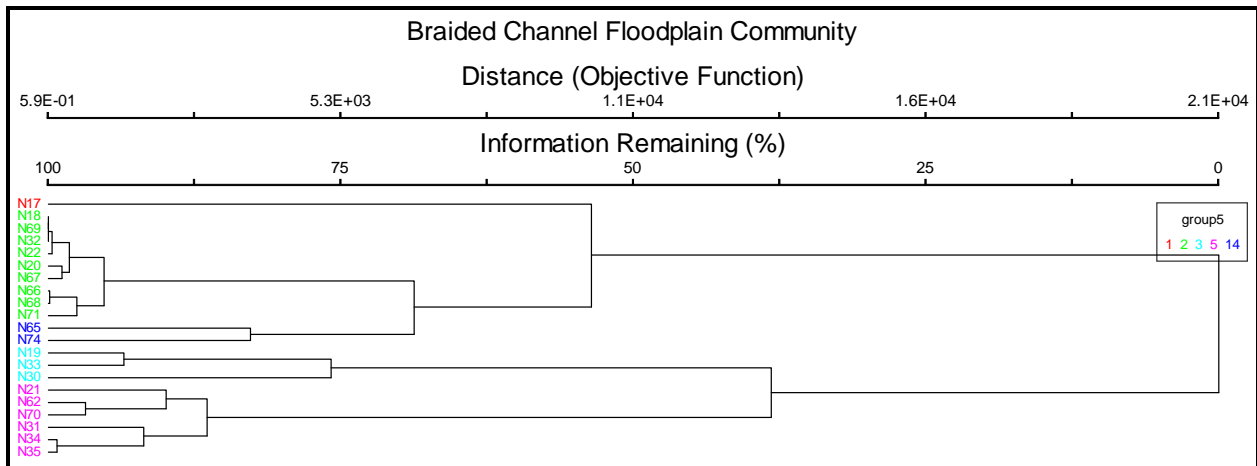 Braided Channel Floodplain Community
Distance (Objective Function)
5.9E-01 5.3E+03 1.1E+04 1.6E+04 2.1E+04
Information Remaining (%)
100 75 50 25 0
N17
N18
N69
N32
N22
N20
N67
N66
N68
N71
N65
N74
N19
N33
N30
N21
N62
N70
N31
N34
N35
group5
1 2 3 5 14